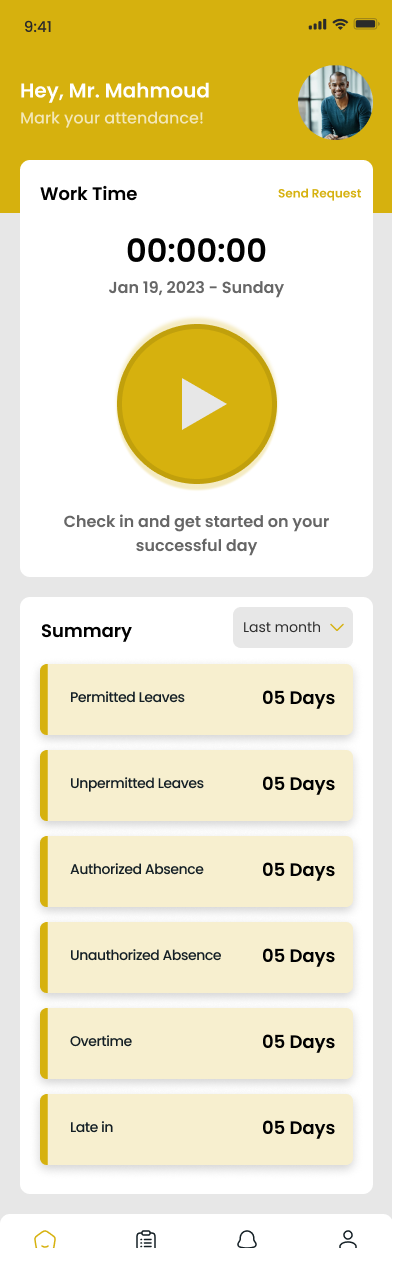 9:41
Hey, Mr. Mahmoud
Mark your attendance!
Work Time
Send Request
00:00:00
Jan 19, 2023 - Sunday
Check in and get started on your
successful day
Summary
Last month
Permitted Leaves 05 Days
Unpermitted Leaves 05 Days
Authorized Absence 05 Days
Unauthorized Absence 05 Days
Overtime 05 Days
Late in 05 Days